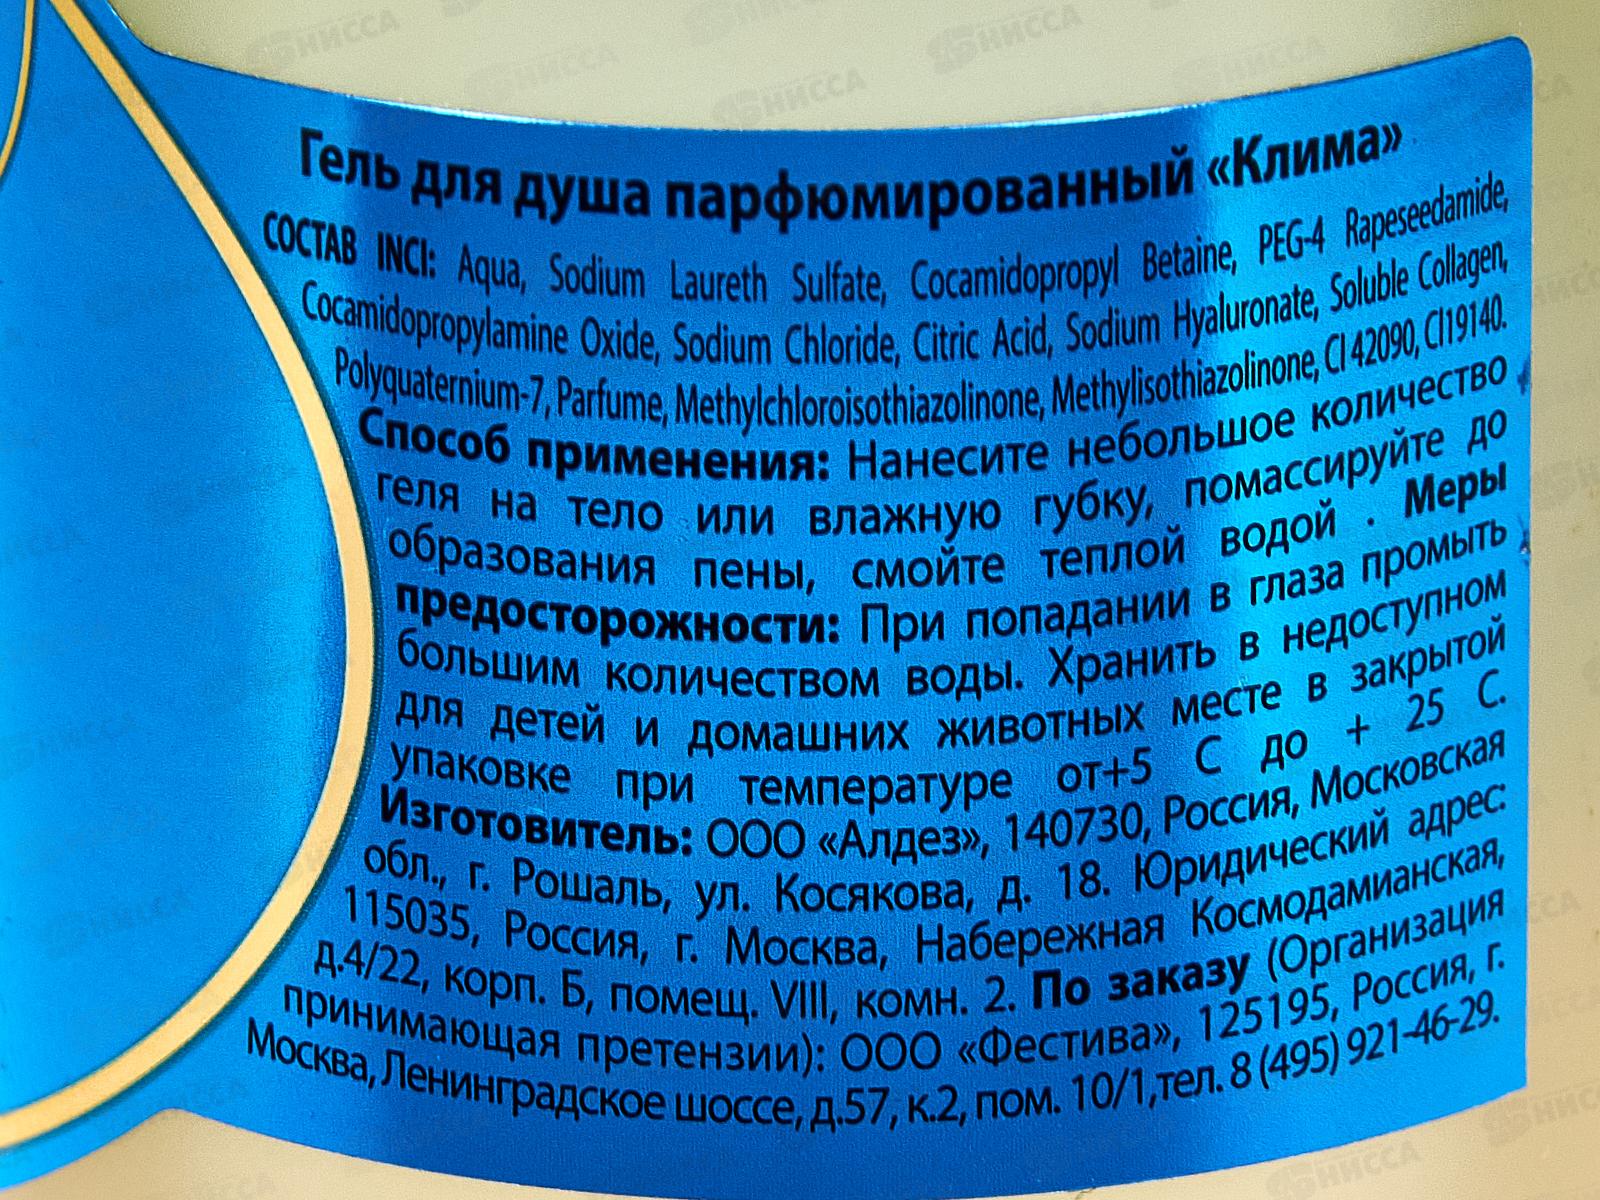 Гель для душа парфюмированный «Клима»
СОСТАВ INCI: Aqua, Sodium Laureth Sulfate, Cocamidopropyl Betaine, PEG-4 Rapeseedamide,
Cocamidopropylamine Oxide, Sodium Chloride, Citric Acid, Sodium Hyaluronate, Soluble Collagen,
Polyquaternium-7, Parfume, Methylchloroisothiazolinone, Methylisothiazolinone, CI 42090, CI19140.
Способ применения: Нанесите небольшое количество
геля на тело или влажную губку, помассируйте до
образования пены, смойте теплой водой . Меры
предосторожности: При попадании в глаза промыть
большим количеством воды. Хранить в недоступном
для детей и домашних животных месте в закрытой
упаковке при температуре от+5 С до + 25 С.
Изготовитель: ООО «Алдез», 140730, Россия, Московская
обл., г. Рошаль, ул. Косякова, д. 18. Юридический адрес:
115035, Россия, г. Москва, Набережная Космодамианская,
д.4/22, корп. Б, помещ. VIII, комн. 2. По заказу (Организация
принимающая претензии): ООО «Фестива», 125195, Россия, г.
Москва, Ленинградское шоссе, д.57, к.2, пом. 10/1,тел. 8 (495) 921-46-29.